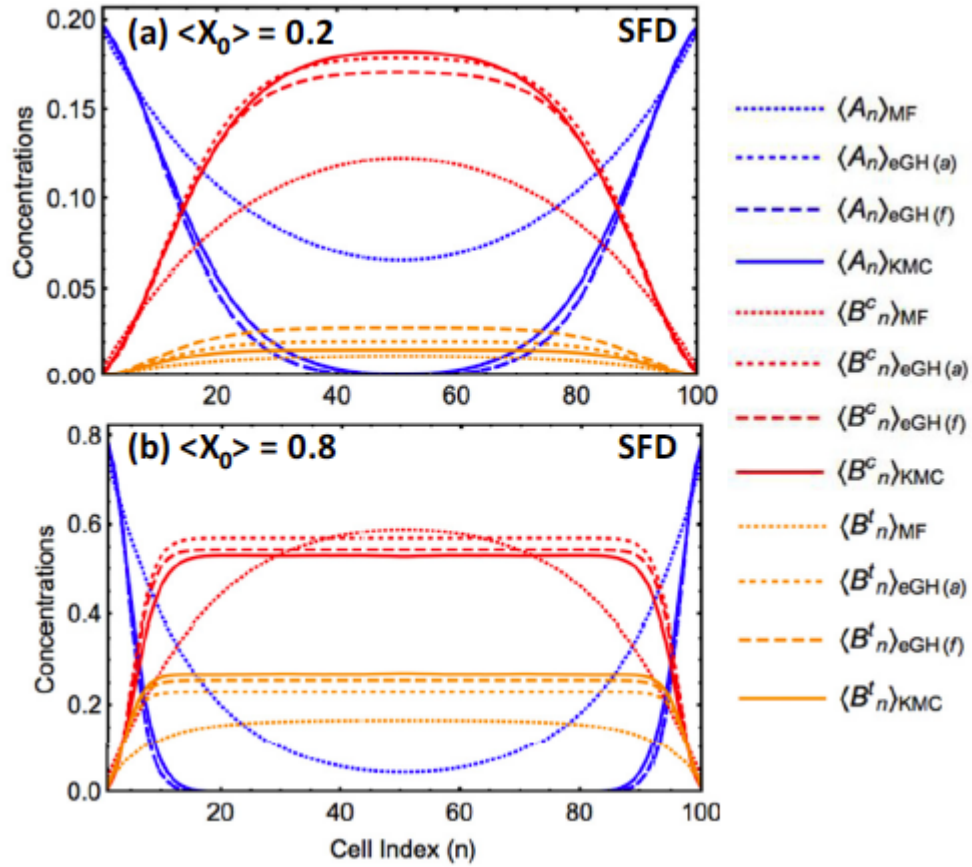 (a) <X₀> = 0.2 SFD
0.20
0.15
0.10
0.05
0.00
Concentrations
20 40 60 80 100
(b) <X₀> = 0.8 SFD
0.8
0.6
0.4
0.2
0.0
Concentrations
20 40 60 80 100
Cell Index (n)
⟨Aₙ⟩MF
⟨Aₙ⟩eGH(a)
⟨Aₙ⟩eGH(f)
⟨Aₙ⟩KMC
⟨Bᶜₙ⟩MF
⟨Bᶜₙ⟩eGH(a)
⟨Bᶜₙ⟩eGH(f)
⟨Bᶜₙ⟩KMC
⟨Bᵗₙ⟩MF
⟨Bᵗₙ⟩eGH(a)
⟨Bᵗₙ⟩eGH(f)
⟨Bᵗₙ⟩KMC